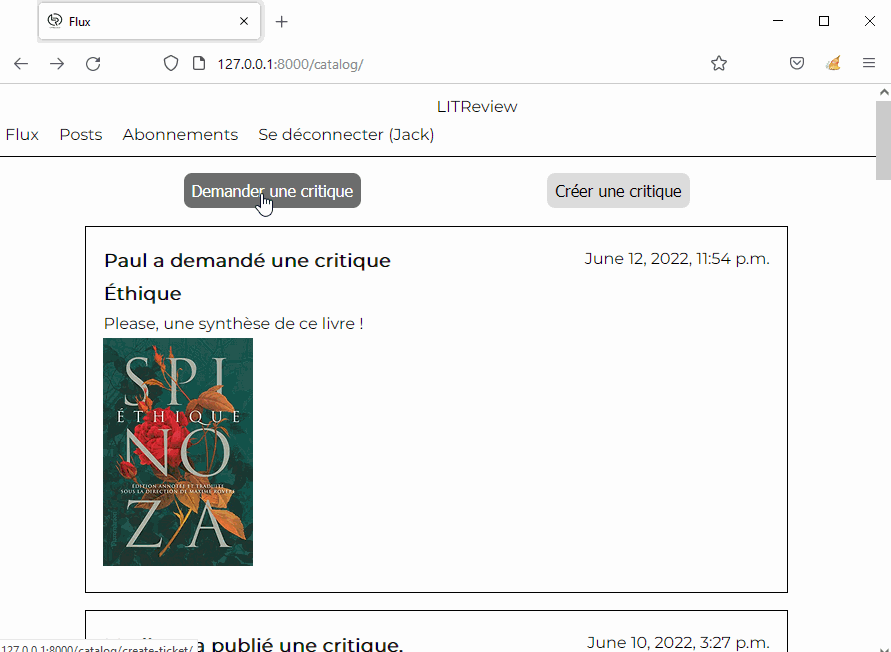 Flux
127.0.0.1:8000/catalog/
LITReview
Flux Posts Abonnements Se déconnecter (Jack)
Demander une critique Créer une critique
Paul a demandé une critique June 12, 2022, 11:54 p.m.
Éthique
Please, une synthèse de ce livre !
SPI
ÉTHIQUE
NO
ÉDITION ANNOTÉE ET TRADUITE
SOUS LA DIRECTION DE MAXIME ROVERE
ZA
a publié une critique. June 10, 2022, 3:27 p.m.
127.0.0.1:8000/catalog/create-ticket/